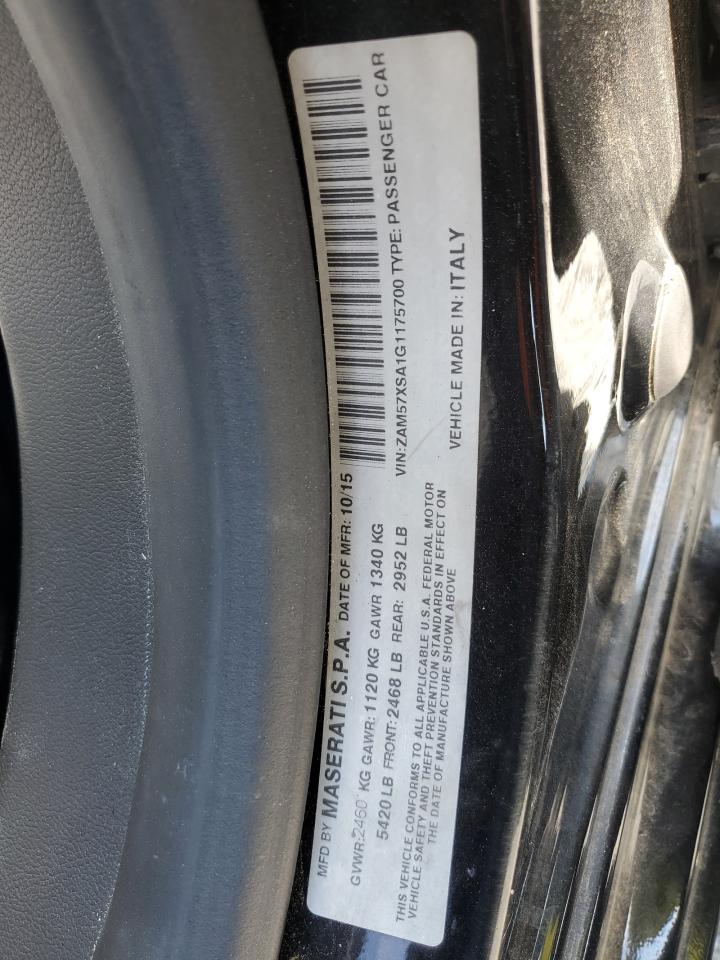 MFD BY MASERATI S.P.A. DATE OF MFR: 10/15
GVWR:2460 KG GAWR: 1120 KG GAWR 1340 KG
5420 LB FRONT: 2468 LB REAR: 2952 LB
VIN:ZAM57XSA1G1175700 TYPE: PASSENGER CAR
THIS VEHICLE CONFORMS TO ALL APPLICABLE U.S.A. FEDERAL MOTOR
VEHICLE SAFETY AND THEFT PREVENTION STANDARDS IN EFFECT ON
THE DATE OF MANUFACTURE SHOWN ABOVE
VEHICLE MADE IN: ITALY